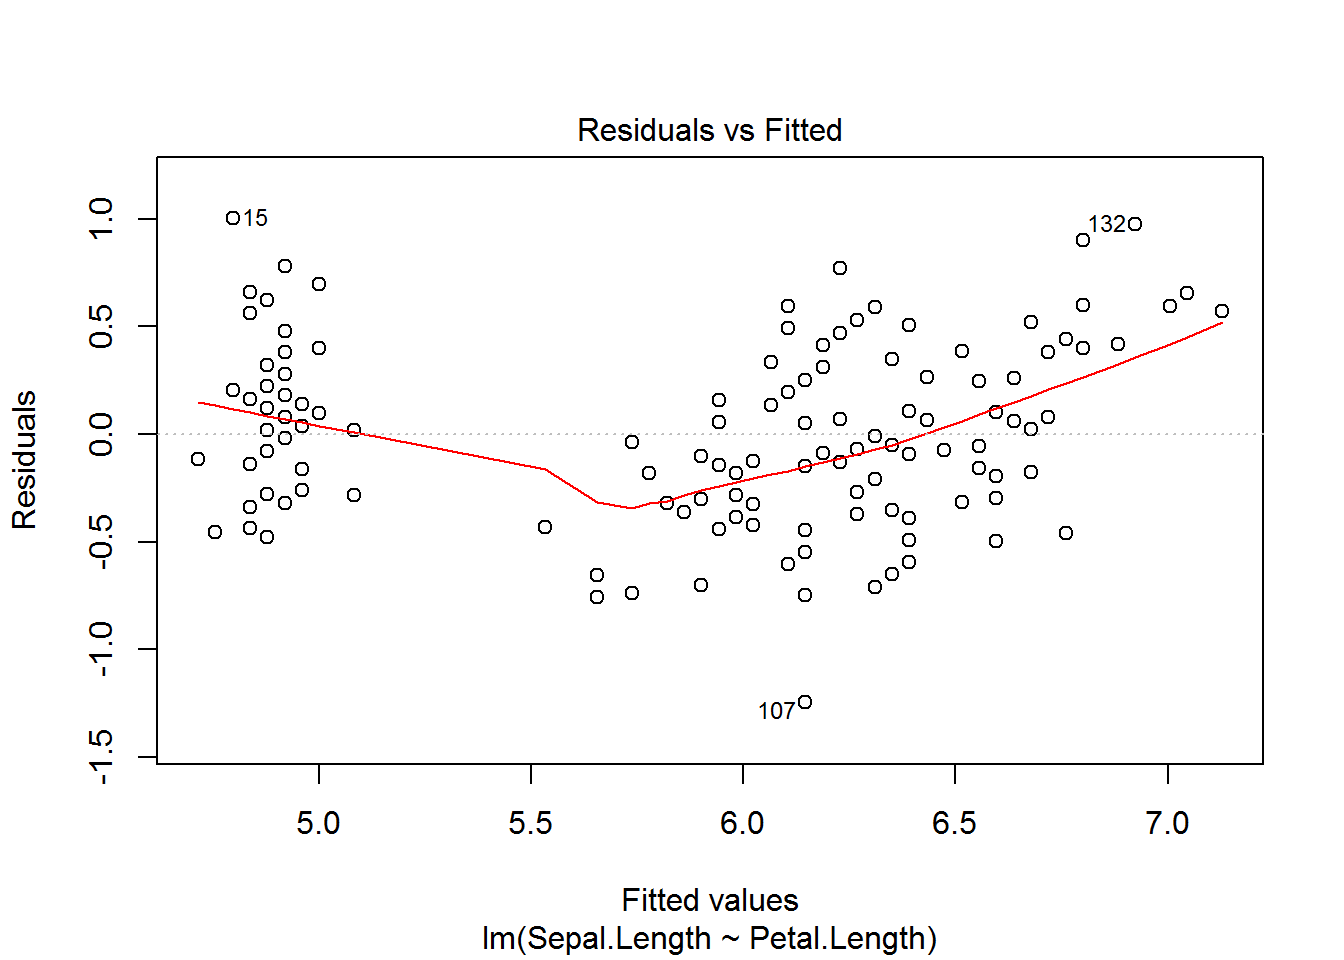 Residuals vs Fitted
Residuals
1.0
0.5
0.0
-0.5
-1.0
-1.5
15
132
107
5.0 5.5 6.0 6.5 7.0
Fitted values
lm(Sepal.Length ~ Petal.Length)